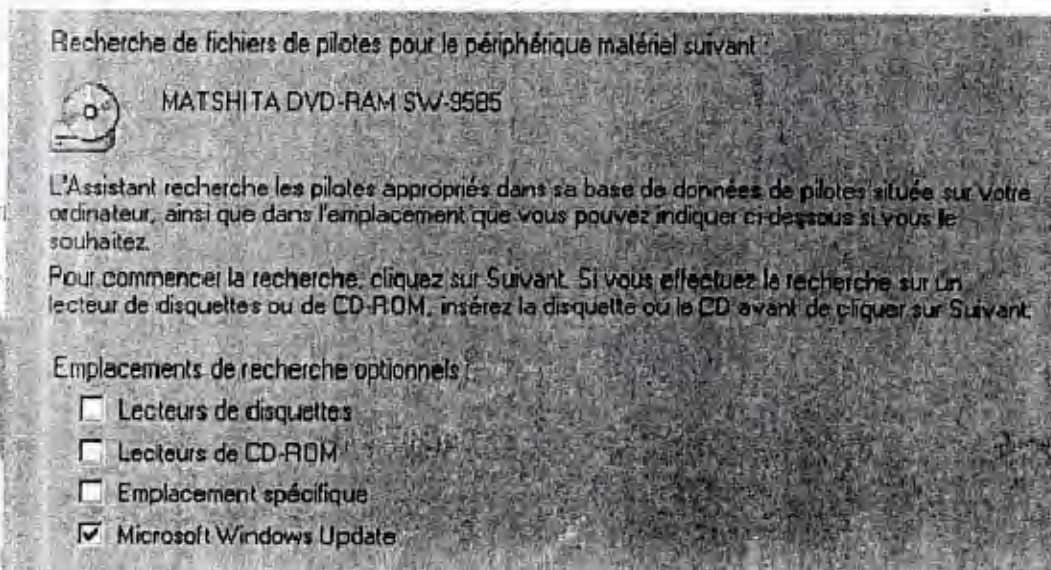 Recherche de fichiers de pilotes pour le périphérique matériel suivant :
MATSHITA DVD-RAM SW-9585
L'Assistant recherche les pilotes appropriés dans sa base de données de pilotes située sur votre
ordinateur, ainsi que dans l'emplacement que vous pouvez indiquer ci-dessous si vous le
souhaitez.
Pour commencer la recherche, cliquez sur Suivant. Si vous effectuez la recherche sur un
lecteur de disquettes ou de CD-ROM, insérez la disquette ou le CD avant de cliquer sur Suivant.
Emplacements de recherche optionnels :
Lecteurs de disquettes
Lecteurs de CD-ROM
Emplacement spécifique
Microsoft Windows Update